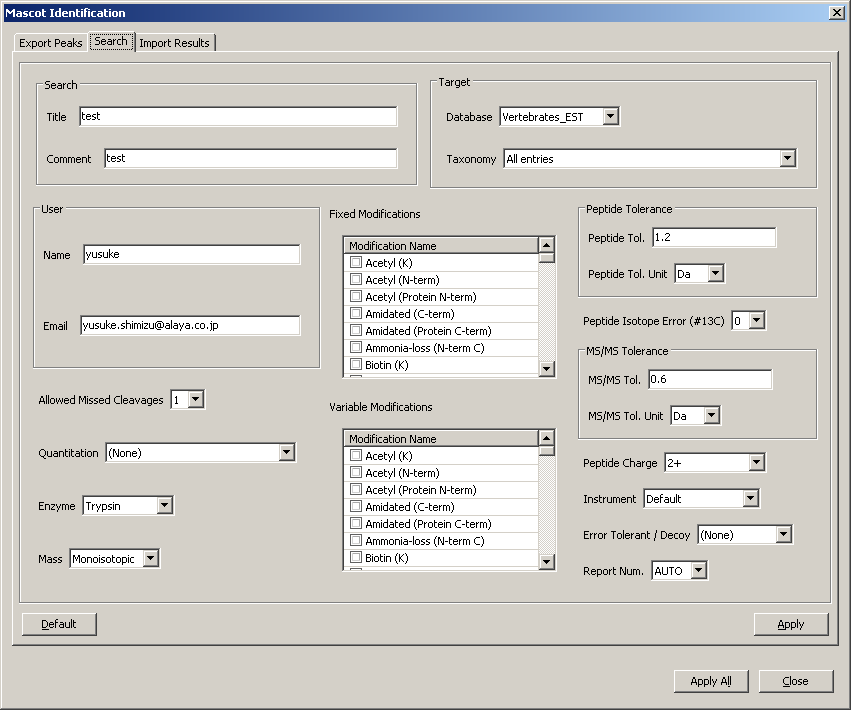 Mascot Identification
Export Peaks Search Import Results
Search
Title test
Comment test
Target
Database Vertebrates_EST
Taxonomy All entries
User
Name yusuke
Email yusuke.shimizu@alaya.co.jp
Allowed Missed Cleavages 1
Quantitation (None)
Enzyme Trypsin
Mass Monoisotopic
Fixed Modifications
Modification Name
Acetyl (K)
Acetyl (N-term)
Acetyl (Protein N-term)
Amidated (C-term)
Amidated (Protein C-term)
Ammonia-loss (N-term C)
Biotin (K)
Variable Modifications
Modification Name
Acetyl (K)
Acetyl (N-term)
Acetyl (Protein N-term)
Amidated (C-term)
Amidated (Protein C-term)
Ammonia-loss (N-term C)
Biotin (K)
Peptide Tolerance
Peptide Tol. 1.2
Peptide Tol. Unit Da
Peptide Isotope Error (#13C) 0
MS/MS Tolerance
MS/MS Tol. 0.6
MS/MS Tol. Unit Da
Peptide Charge 2+
Instrument Default
Error Tolerant / Decoy (None)
Report Num. AUTO
Default Apply
Apply All Close